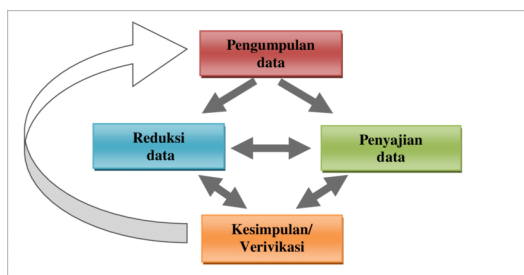 Pengumpulan
data
Reduksi
data
Penyajian
data
Kesimpulan/
Verivikasi